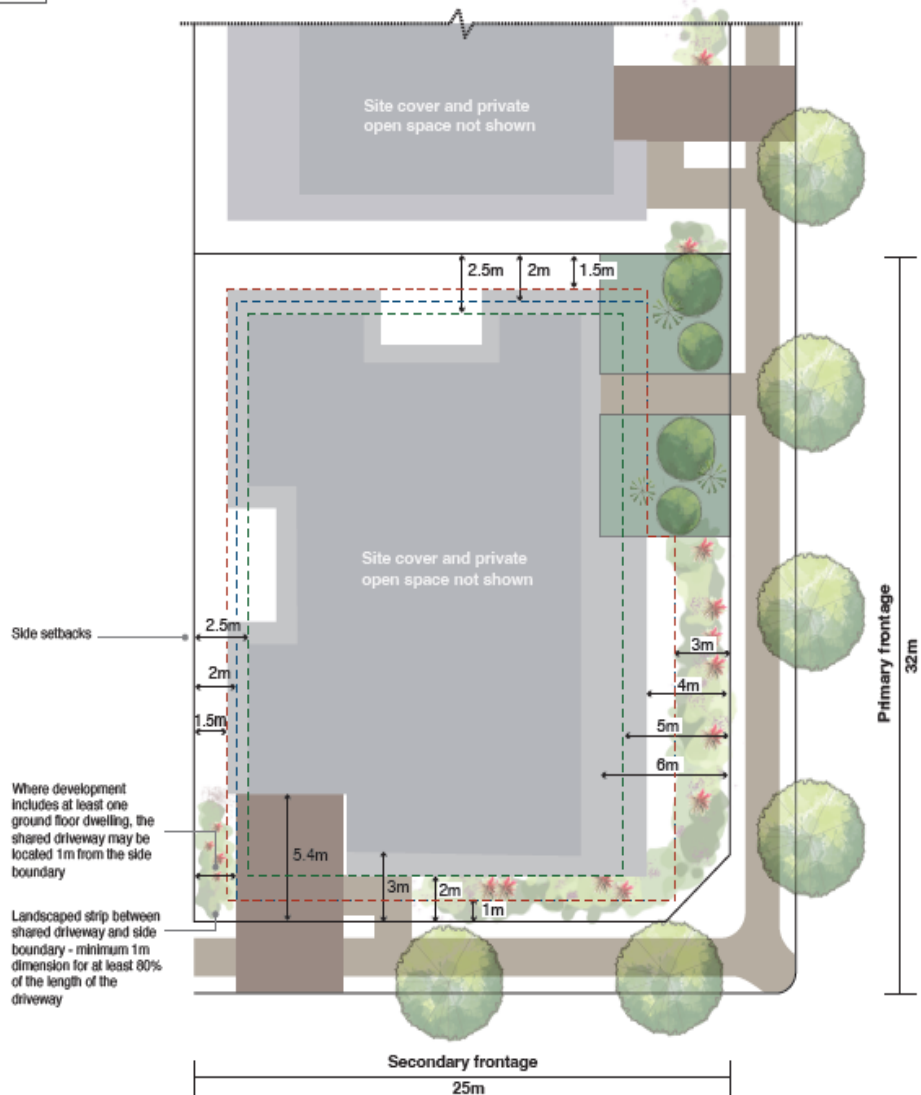 Site cover and private
open space not shown
2.5m
2m
1.5m
Site cover and private
open space not shown
Side setbacks
2.5m
2m
1.5m
3m
4m
5m
6m
Primary frontage
32m
Where development
includes at least one
ground floor dwelling, the
shared driveway may be
located 1m from the side
boundary
5.4m
3m
2m
1m
Landscaped strip between
shared driveway and side
boundary - minimum 1m
dimension for at least 80%
of the length of the
driveway
Secondary frontage
25m